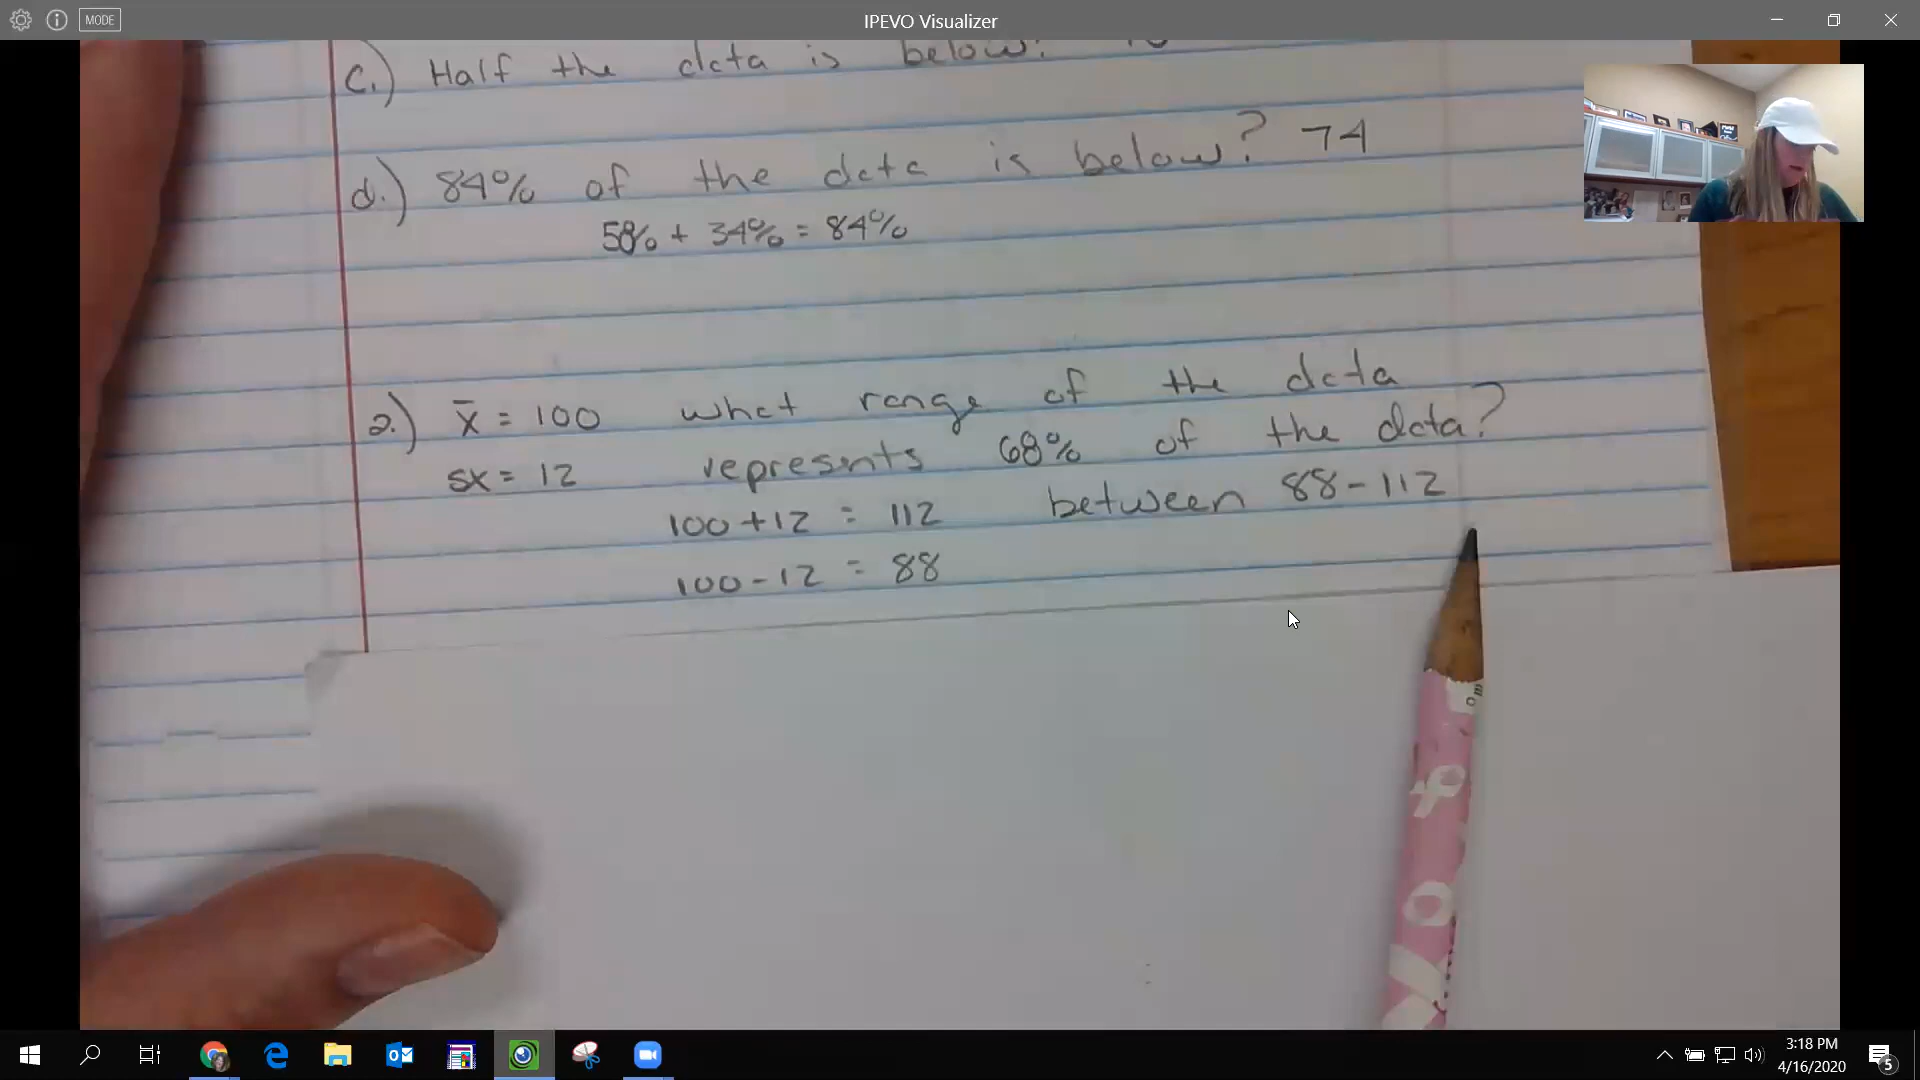 MODE
IPEVO Visualizer
c.) Half the data is below?
d.) 84% of the data is below? 74
50% + 34% = 84%
2.) x̄ = 100 what range of the data
sx = 12 represents 68% of the data?
100 + 12 = 112 between 88 - 112
100 - 12 = 88
3:18 PM
4/16/2020
5